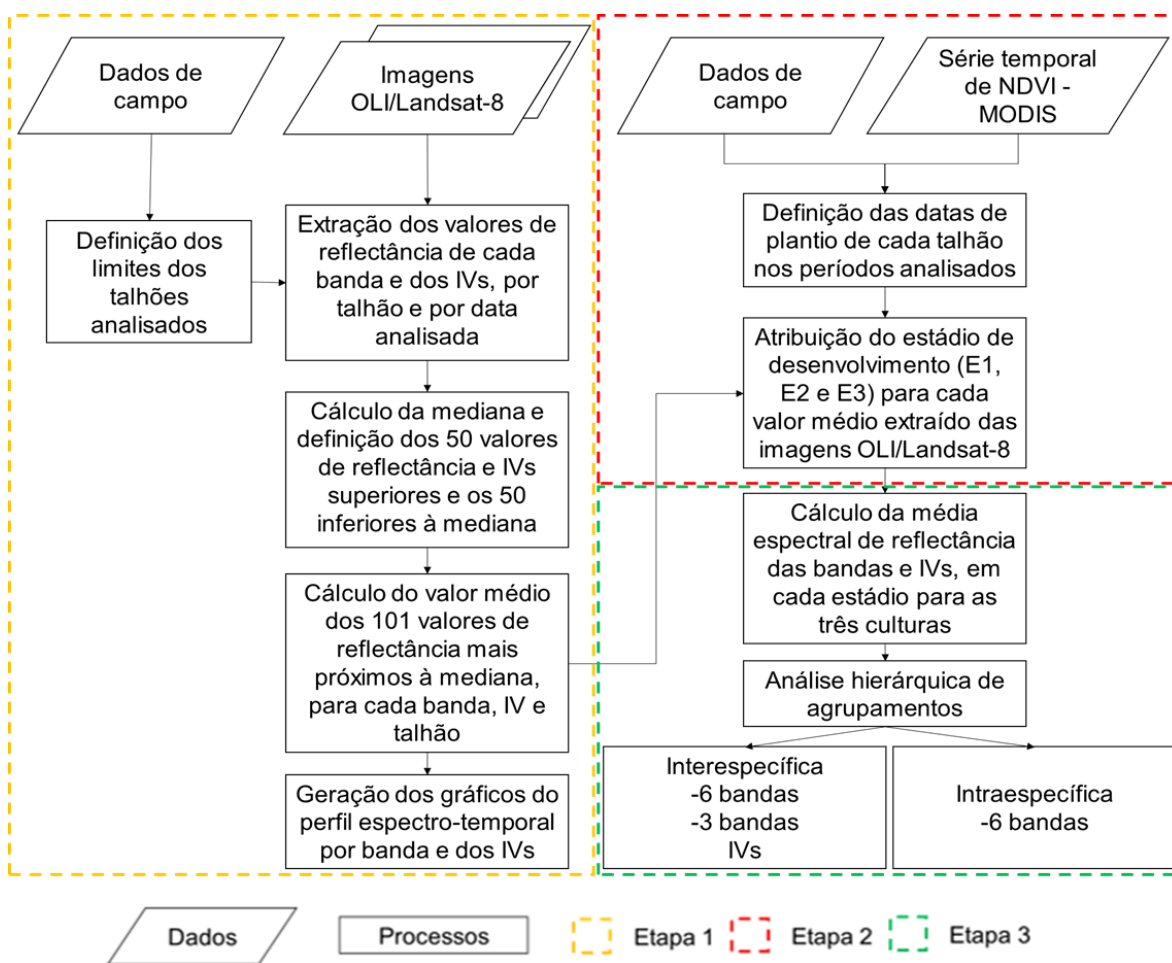 Dados de
campo
Imagens
OLI/Landsat-8
Definição dos
limites dos
talhões
analisados
Extração dos valores de
reflectância de cada
banda e dos IVs, por
talhão e por data
analisada
Cálculo da mediana e
definição dos 50 valores
de reflectância e IVs
superiores e os 50
inferiores à mediana
Cálculo do valor médio
dos 101 valores de
reflectância mais
próximos à mediana,
para cada banda, IV e
talhão
Geração dos gráficos do
perfil espectro-temporal
por banda e dos IVs
Dados de
campo
Série temporal
de NDVI -
MODIS
Definição das datas de
plantio de cada talhão
nos períodos analisados
Atribuição do estádio de
desenvolvimento (E1,
E2 e E3) para cada
valor médio extraído das
imagens OLI/Landsat-8
Cálculo da média
espectral de reflectância
das bandas e IVs, em
cada estádio para as
três culturas
Análise hierárquica de
agrupamentos
Interespecífica
-6 bandas
-3 bandas
IVs
Intraespecífica
-6 bandas
Dados
Processos
Etapa 1
Etapa 2
Etapa 3